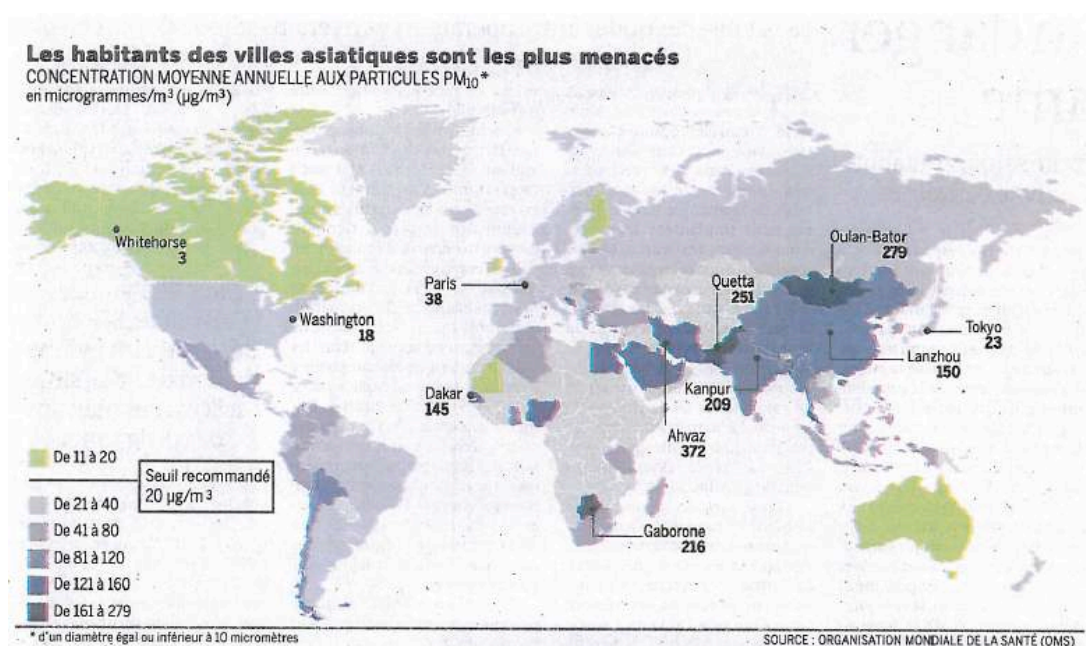 Les habitants des villes asiatiques sont les plus menacés
CONCENTRATION MOYENNE ANNUELLE AUX PARTICULES PM10*
en microgrammes/m³ (µg/m³)
Whitehorse
3
Washington
18
Paris
38
Dakar
145
Oulan-Bator
279
Quetta
251
Tokyo
23
Lanzhou
150
Kanpur
209
Ahvaz
372
Gaborone
216
De 11 à 20
Seuil recommandé
20 µg/m³
De 21 à 40
De 41 à 80
De 81 à 120
De 121 à 160
De 161 à 279
* d'un diamètre égal ou inférieur à 10 micromètres
SOURCE : ORGANISATION MONDIALE DE LA SANTÉ (OMS)